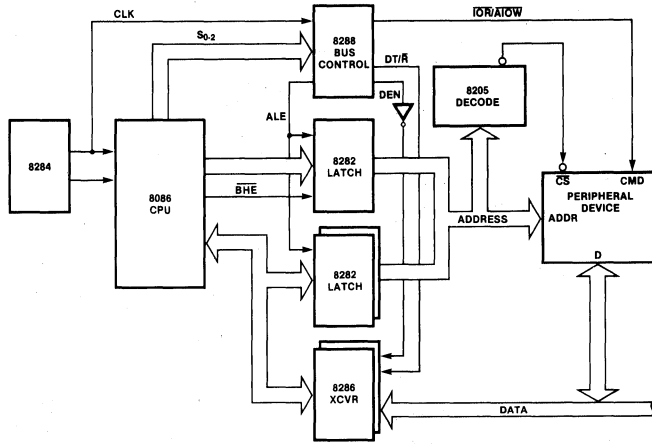 CLK
S0-2
8288
BUS
CONTROL
IOR/AIOW
DT/R
DEN
8205
DECODE
ALE
8284
8086
CPU
8282
LATCH
BHE
CS
CMD
PERIPHERAL
DEVICE
ADDR
ADDRESS
D
8282
LATCH
8286
XCVR
DATA